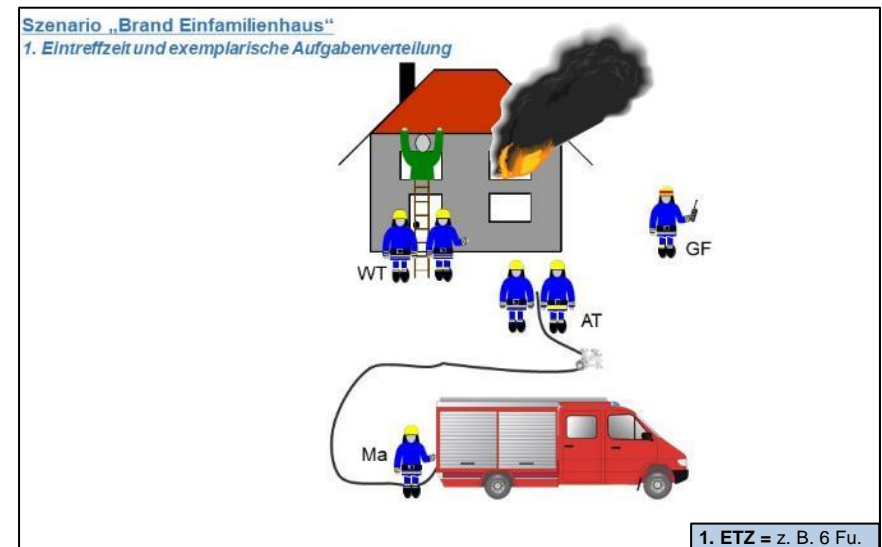 Szenario „Brand Einfamilienhaus“
1. Eintreffzeit und exemplarische Aufgabenverteilung
GF
WT
AT
Ma
1. ETZ = z. B. 6 Fu.